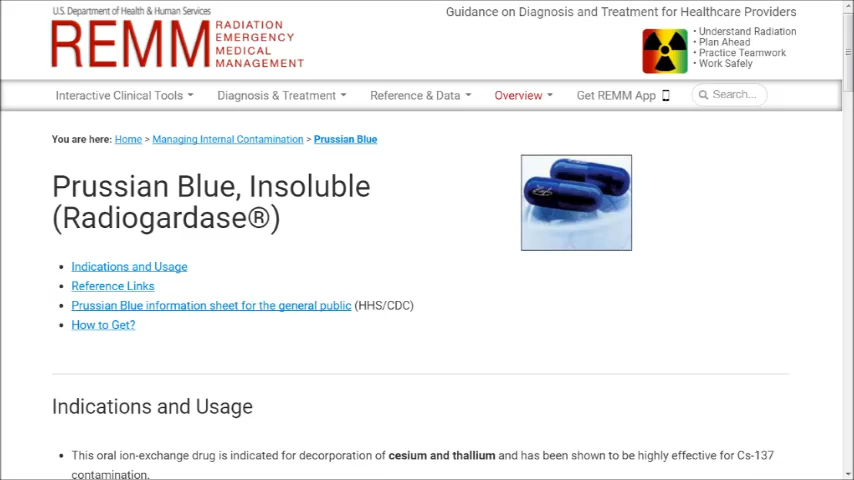 U.S. Department of Health & Human Services
REMM
RADIATION
EMERGENCY
MEDICAL
MANAGEMENT
Guidance on Diagnosis and Treatment for Healthcare Providers
• Understand Radiation
• Plan Ahead
• Practice Teamwork
• Work Safely
Interactive Clinical Tools Diagnosis & Treatment Reference & Data Overview Get REMM App Search...
You are here: Home > Managing Internal Contamination > Prussian Blue
Prussian Blue, Insoluble
(Radiogardase®)
• Indications and Usage
• Reference Links
• Prussian Blue information sheet for the general public (HHS/CDC)
• How to Get?
Indications and Usage
• This oral ion-exchange drug is indicated for decorporation of cesium and thallium and has been shown to be highly effective for Cs-137
contamination.